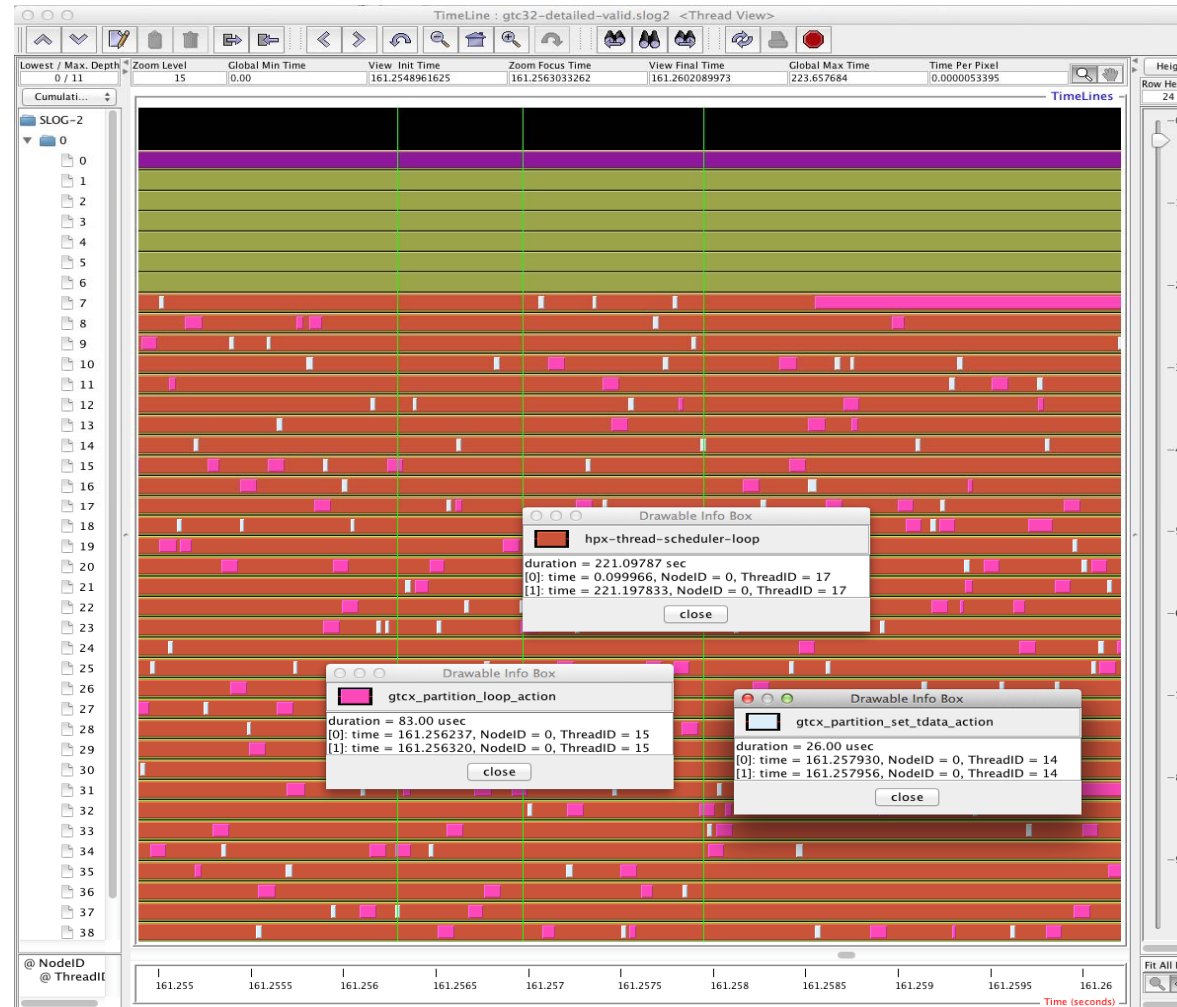 TimeLine : gtc32-detailed-valid.slog2 <Thread View>
Lowest / Max. Depth Zoom Level Global Min Time View Init Time Zoom Focus Time View Final Time Global Max Time Time Per Pixel
0 / 11 15 0.00 161.2548961625 161.2563033262 161.2602089973 223.657684 0.0000053395
Heig
Row He
24
Cumulati...
TimeLines
SLOG-2
0
0
1
2
3
4
5
6
7
8
9
10
11
12
13
14
15
16
17
18
19
20
21
22
23
24
25
26
27
28
29
30
31
32
33
34
35
36
37
38
Drawable Info Box
hpx-thread-scheduler-loop
duration = 221.09787 sec
[0]: time = 0.099966, NodeID = 0, ThreadID = 17
[1]: time = 221.197833, NodeID = 0, ThreadID = 17
close
Drawable Info Box
gtcx_partition_loop_action
duration = 83.00 usec
[0]: time = 161.256237, NodeID = 0, ThreadID = 15
[1]: time = 161.256320, NodeID = 0, ThreadID = 15
close
Drawable Info Box
gtcx_partition_set_tdata_action
duration = 26.00 usec
[0]: time = 161.257930, NodeID = 0, ThreadID = 14
[1]: time = 161.257956, NodeID = 0, ThreadID = 14
close
@ NodeID
@ ThreadID
161.255 161.2555 161.256 161.2565 161.257 161.2575 161.258 161.2585 161.259 161.2595 161.26
Time (seconds)
Fit All